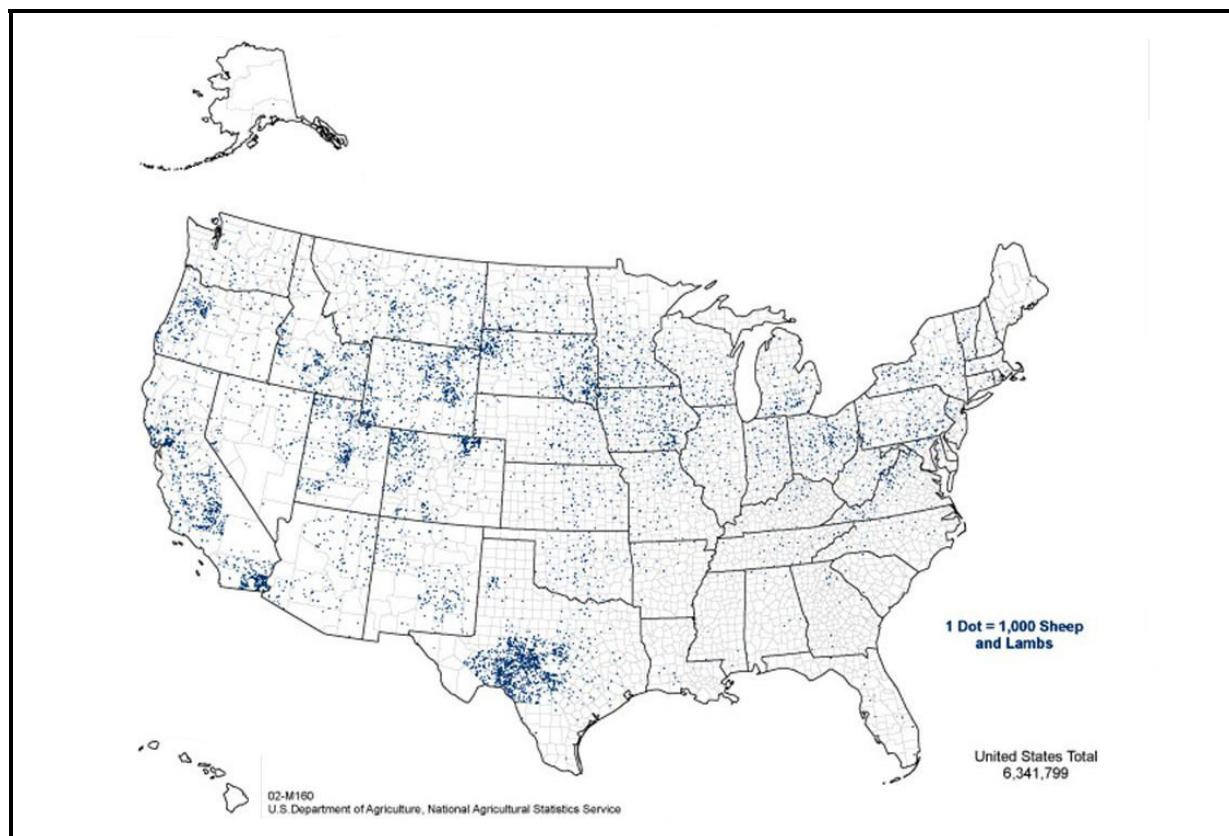 1 Dot = 1,000 Sheep
and Lambs
United States Total
6,341,799
02-M160
U.S.Department of Agriculture, National Agricultural Statistics Service